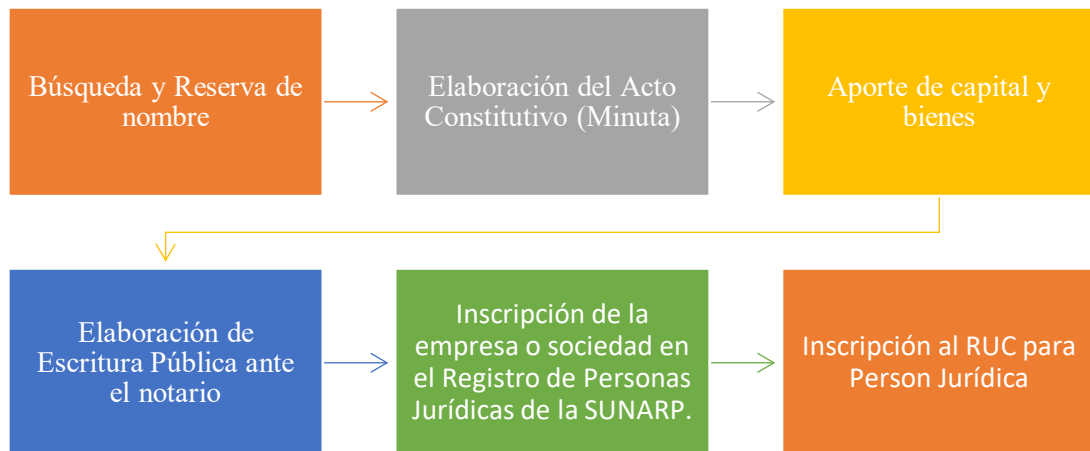 Búsqueda y Reserva de
nombre
Elaboración del Acto
Constitutivo (Minuta)
Aporte de capital y
bienes
Elaboración de
Escritura Pública ante
el notario
Inscripción de la
empresa o sociedad en
el Registro de Personas
Jurídicas de la SUNARP.
Inscripción al RUC para
Person Jurídica